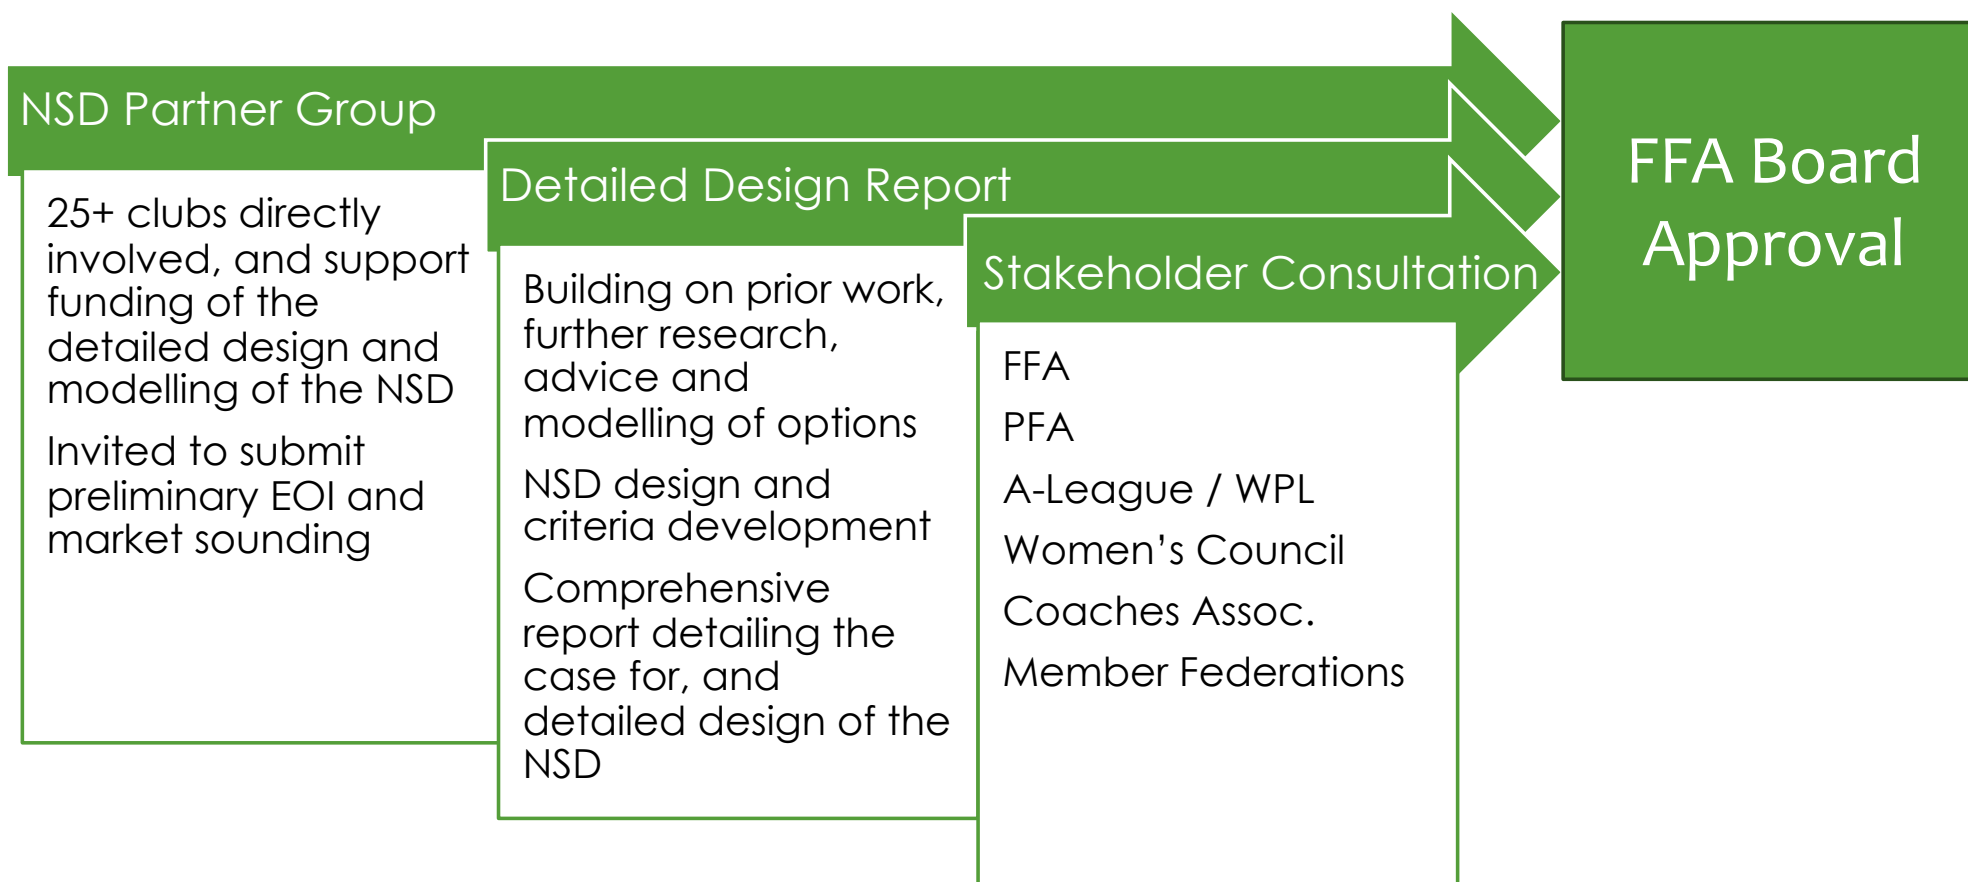 NSD Partner Group
25+ clubs directly
involved, and support
funding of the
detailed design and
modelling of the NSD
Invited to submit
preliminary EOI and
market sounding
Detailed Design Report
Building on prior work,
further research,
advice and
modelling of options
NSD design and
criteria development
Comprehensive
report detailing the
case for, and
detailed design of the
NSD
Stakeholder Consultation
FFA
PFA
A-League / WPL
Women’s Council
Coaches Assoc.
Member Federations
FFA Board
Approval